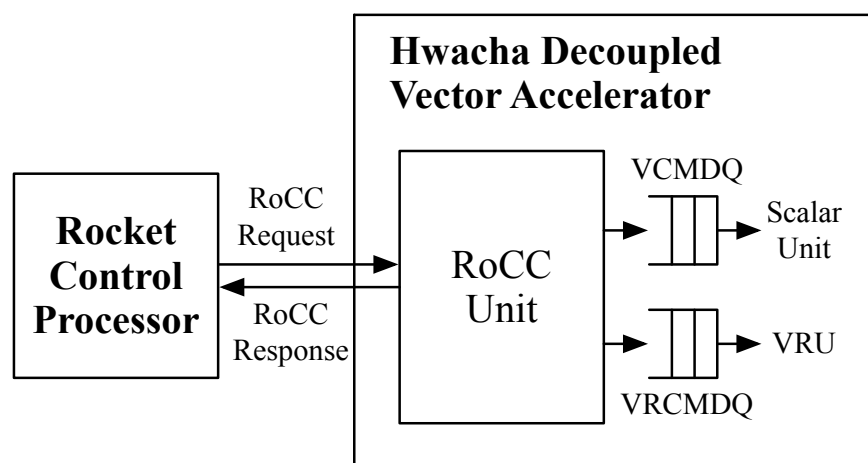 Hwacha Decoupled
Vector Accelerator
Rocket
Control
Processor
RoCC
Request
RoCC
Response
RoCC
Unit
VCMDQ
Scalar
Unit
VRU
VRCMDQ